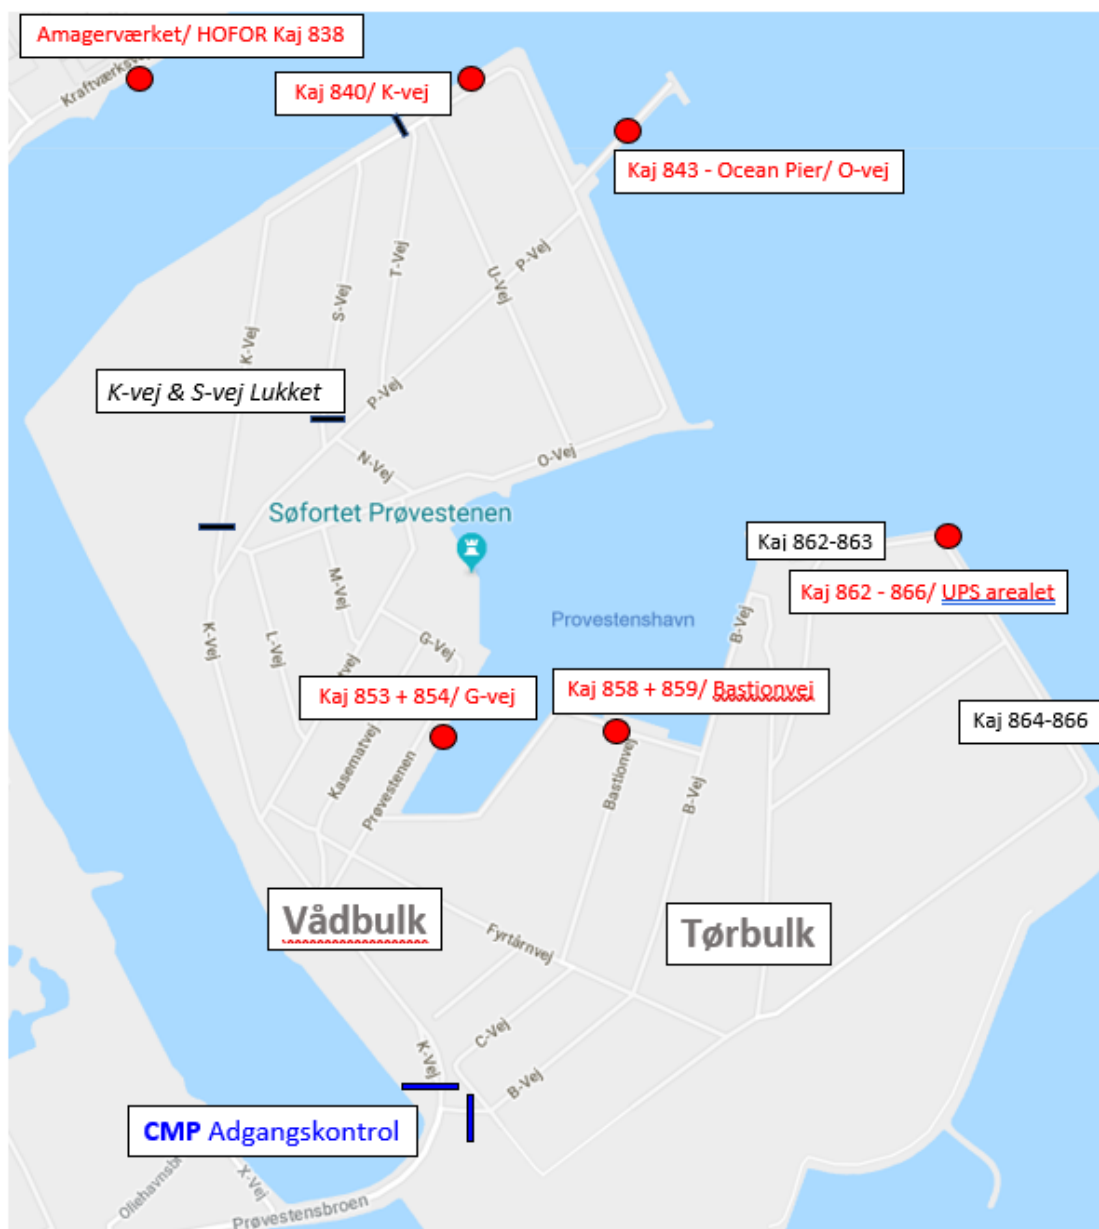 Amagerværket/ HOFOR Kaj 838
Kraftværksvej
Kaj 840/ K-vej
Kaj 843 - Ocean Pier/ O-vej
T-Vej
P-Vej
S-Vej
U-Vej
K-Vej
K-vej & S-vej Lukket
P-Vej
N-Vej
O-Vej
Søfortet Prøvestenen
Kaj 862-863
Kaj 862 - 866/ UPS arealet
M-Vej
Provestenshavn
B-Vej
K-Vej
L-Vej
G-Vej
Kaj 853 + 854/ G-vej
Kaj 858 + 859/ Bastionvej
Kaj 864-866
Kasematvej
Prøvestenen
Bastionvej
B-Vej
Vådbulk
Tørbulk
Fyrtårnvej
C-Vej
K-Vej
B-Vej
CMP Adgangskontrol
Oliehavnsb
X-Vej
Prøvestensbroen